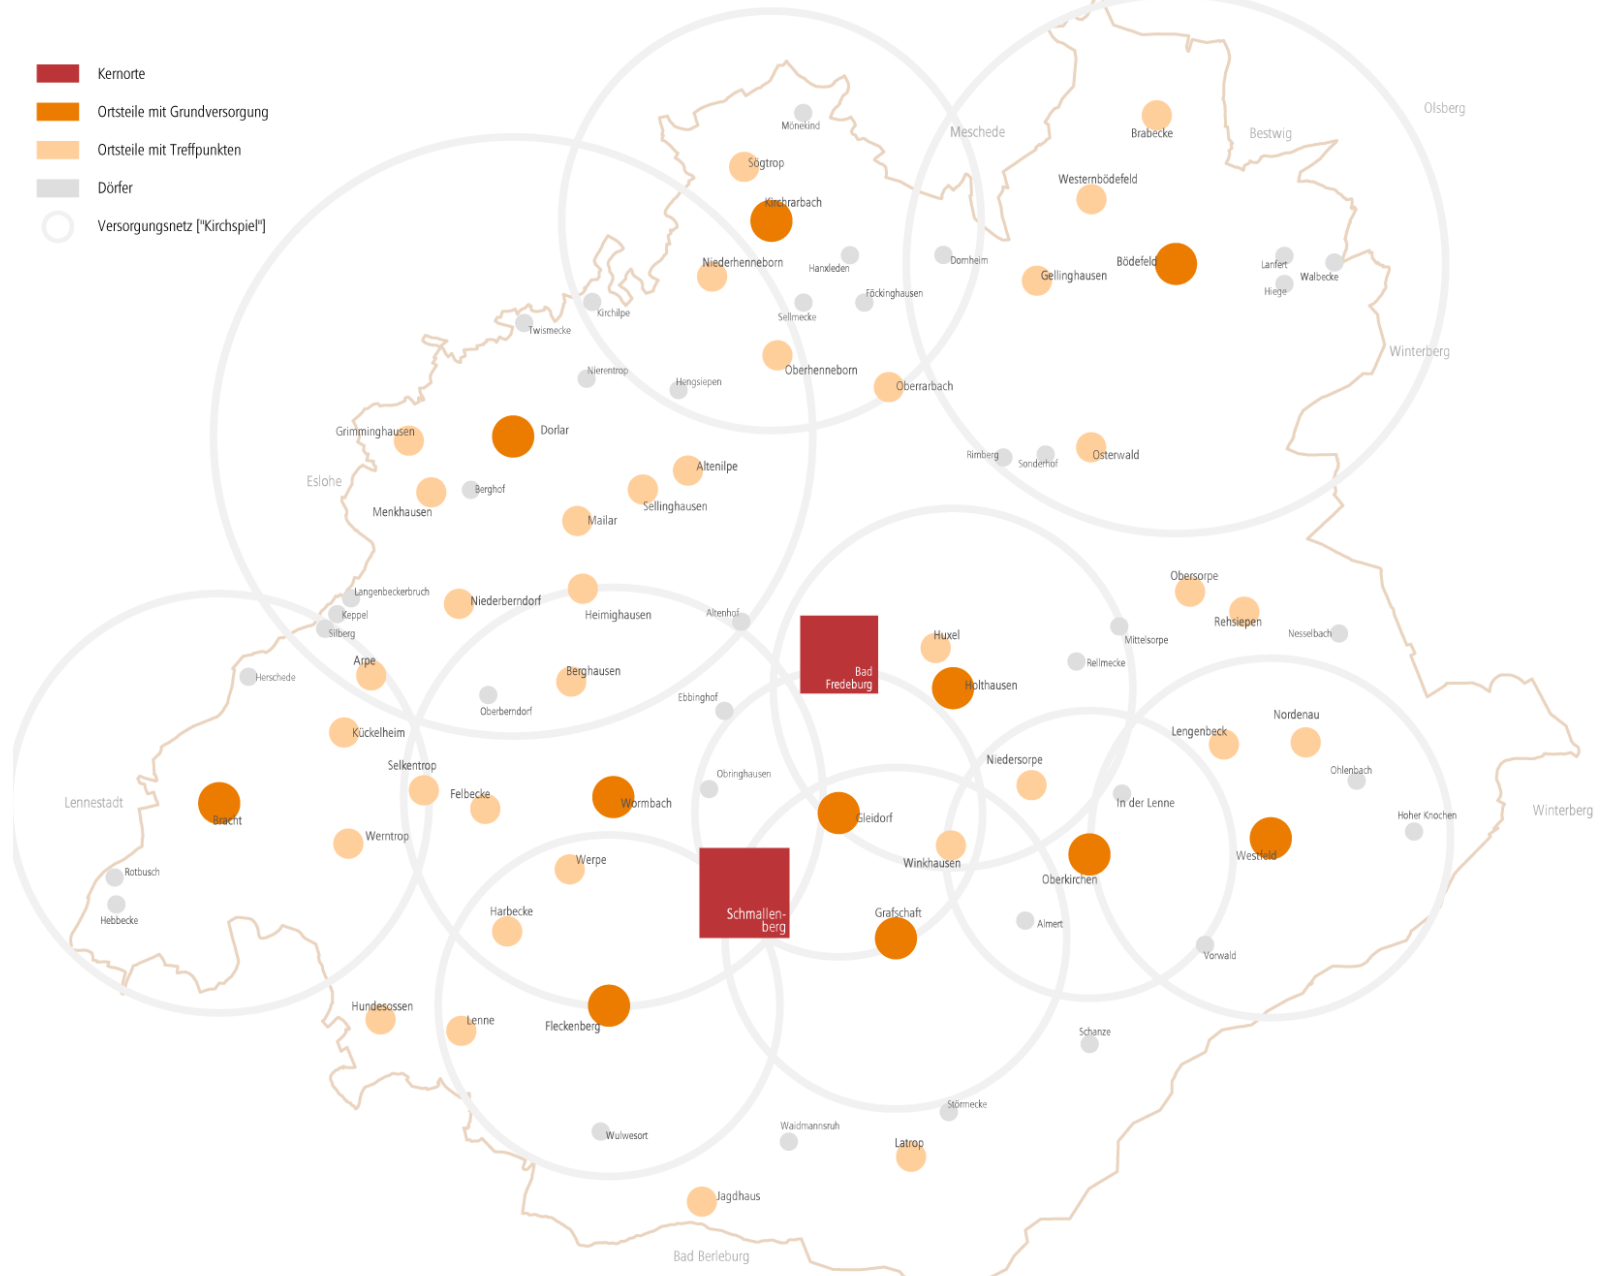 Kernorte
Ortsteile mit Grundversorgung
Ortsteile mit Treffpunkten
Dörfer
Versorgungsnetz ["Kirchspiel"]
Olsberg
Mönekind
Meschede
Brabecke
Bestwig
Sögtrop
Westernbödefeld
Kirchrarbach
Niederhenneborn
Hanxleden
Dornheim
Gellinghausen
Bödefeld
Lanfert
Walbecke
Hiege
Föckinghausen
Kirchilpe
Sellmecke
Twismecke
Winterberg
Nierentrop
Oberhenneborn
Hengsiepen
Oberrarbach
Grimminghausen
Dorlar
Rimberg
Sonderhof
Osterwald
Altenilpe
Eslohe
Berghof
Sellinghausen
Menkhausen
Mailar
Obersorpe
Langenbeckerbruch
Niederberndorf
Keppel
Heimighausen
Altenhof
Rehsiepen
Silberg
Huxel
Mittelsorpe
Nesselbach
Arpe
Rellmecke
Berghausen
Bad
Fredeburg
Herschede
Holthausen
Ebbinghof
Oberberndorf
Nordenau
Kückelheim
Lengenbeck
Niedersorpe
Selkentrop
Obringhausen
Ohlenbach
Felbecke
Lennestadt
Wormbach
In der Lenne
Winterberg
Bracht
Gleidorf
Hoher Knochen
Werntrop
Westfeld
Werpe
Winkhausen
Rotbusch
Oberkirchen
Harbecke
Schmallen-
berg
Grafschaft
Hebbecke
Almert
Vorwald
Hundesossen
Lenne
Fleckenberg
Schanze
Störmecke
Waidmannsruh
Wulwesort
Latrop
Jagdhaus
Bad Berleburg